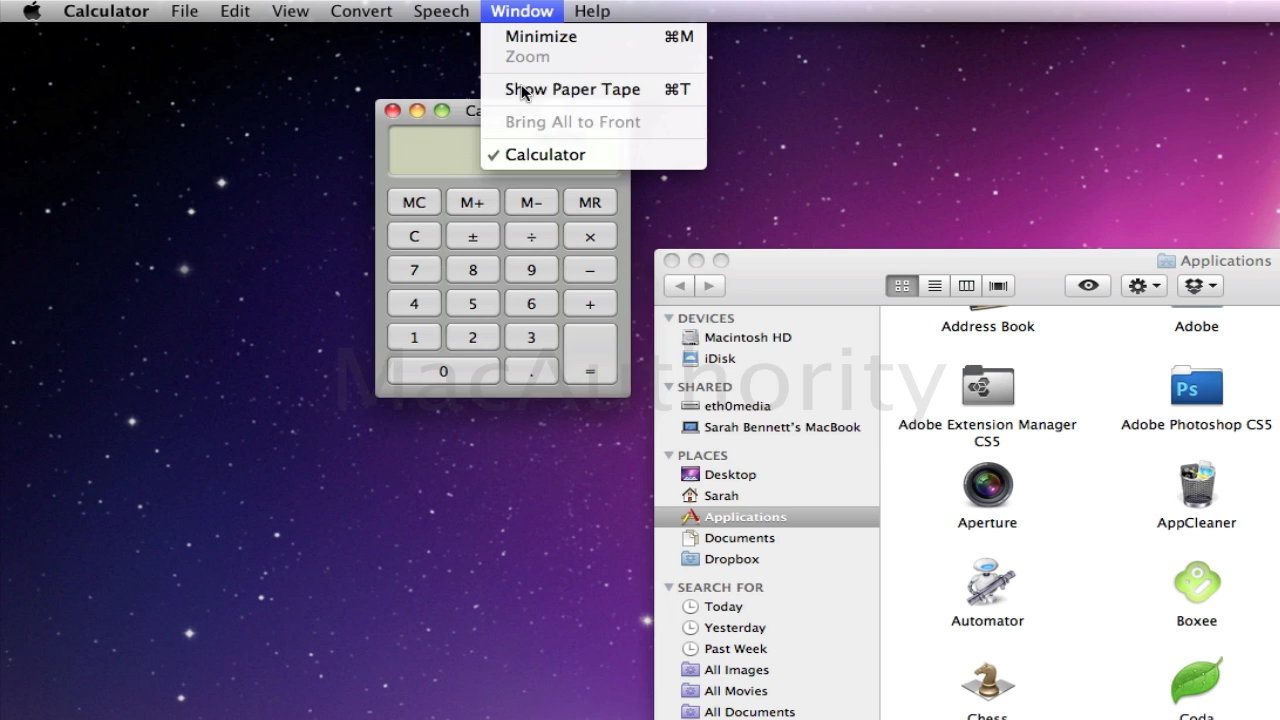 Calculator File Edit View Convert Speech Window Help
Minimize ⌘M
Zoom
Show Paper Tape ⌘T
Bring All to Front
✓ Calculator
MC M+ M- MR
C ± ÷ ×
7 8 9 −
4 5 6 +
1 2 3
0 . =
MacAuthority
Applications
DEVICES
Macintosh HD
iDisk
SHARED
eth0media
Sarah Bennett's MacBook
PLACES
Desktop
Sarah
Applications
Documents
Dropbox
SEARCH FOR
Today
Yesterday
Past Week
All Images
All Movies
All Documents
Address Book Adobe
Ps
Adobe Extension Manager
CS5
Adobe Photoshop CS5
Aperture AppCleaner
Automator Boxee
Chess Coda